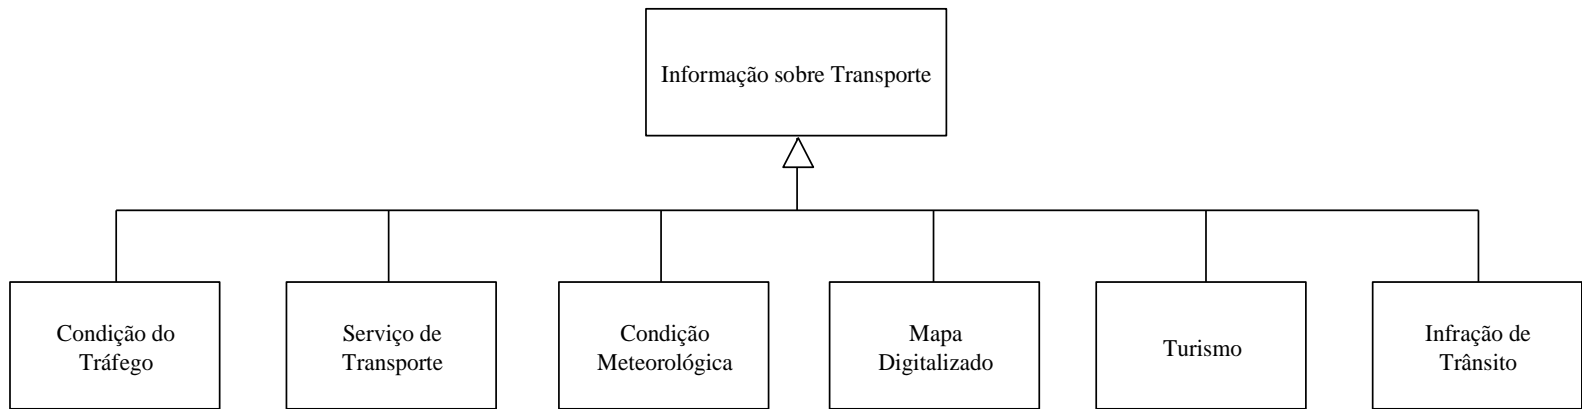 Informação sobre Transporte
Condição do
Tráfego
Serviço de
Transporte
Condição
Meteorológica
Mapa
Digitalizado
Turismo
Infração de
Trânsito